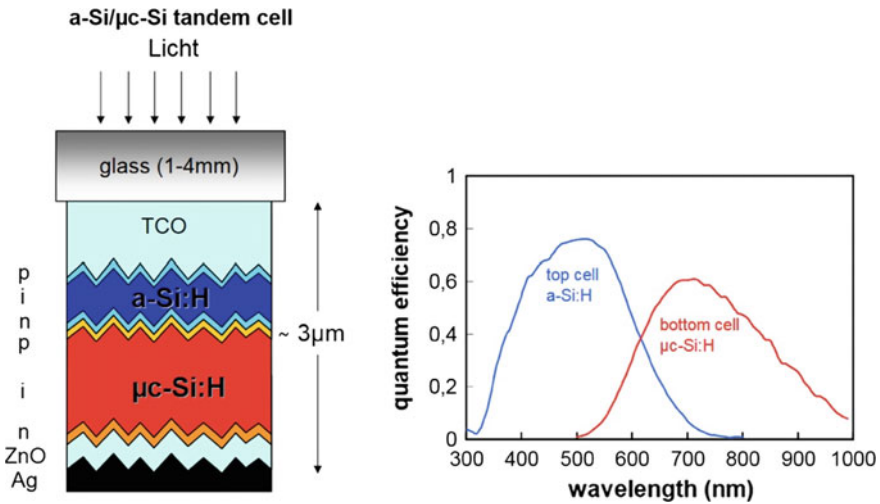 a-Si/µc-Si tandem cell
Licht
glass (1-4mm)
TCO
p
i
a-Si:H
n
p
~ 3µm
i
µc-Si:H
n
ZnO
Ag
quantum efficiency
1
0,8
0,6
0,4
0,2
0
top cell
a-Si:H
bottom cell
µc-Si:H
300 400 500 600 700 800 900 1000
wavelength (nm)